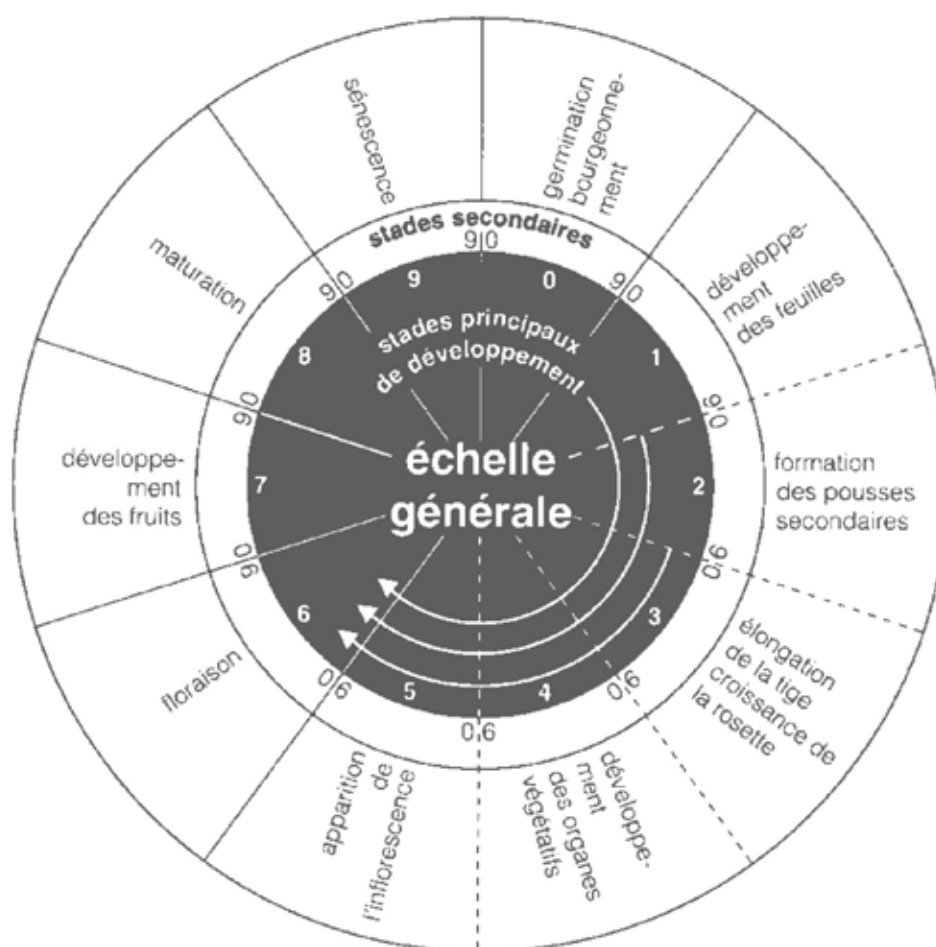 échelle
générale
stades principaux
de développement
stades secondaires
0
germination
bourgeonne-
ment
0
9
1
développe-
ment
des feuilles
0
9
2
formation
des pousses
secondaires
0
9
3
élongation
de la tige
croissance de
la rosette
0
9
4
développe-
ment
des organes
végétatifs
0
9
5
apparition
de
l'inflorescence
0
9
6
floraison
0
9
7
développe-
ment
des fruits
0
9
8
maturation
0
9
9
sénescence
0
9